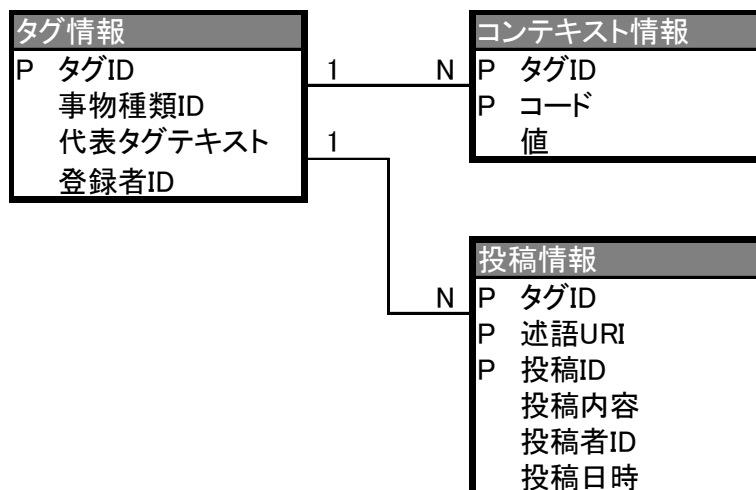 タグ情報
P タグID
事物種類ID
代表タグテキスト
登録者ID
1 N
コンテキスト情報
P タグID
P コード
値
1
N
投稿情報
P タグID
P 述語URI
P 投稿ID
投稿内容
投稿者ID
投稿日時